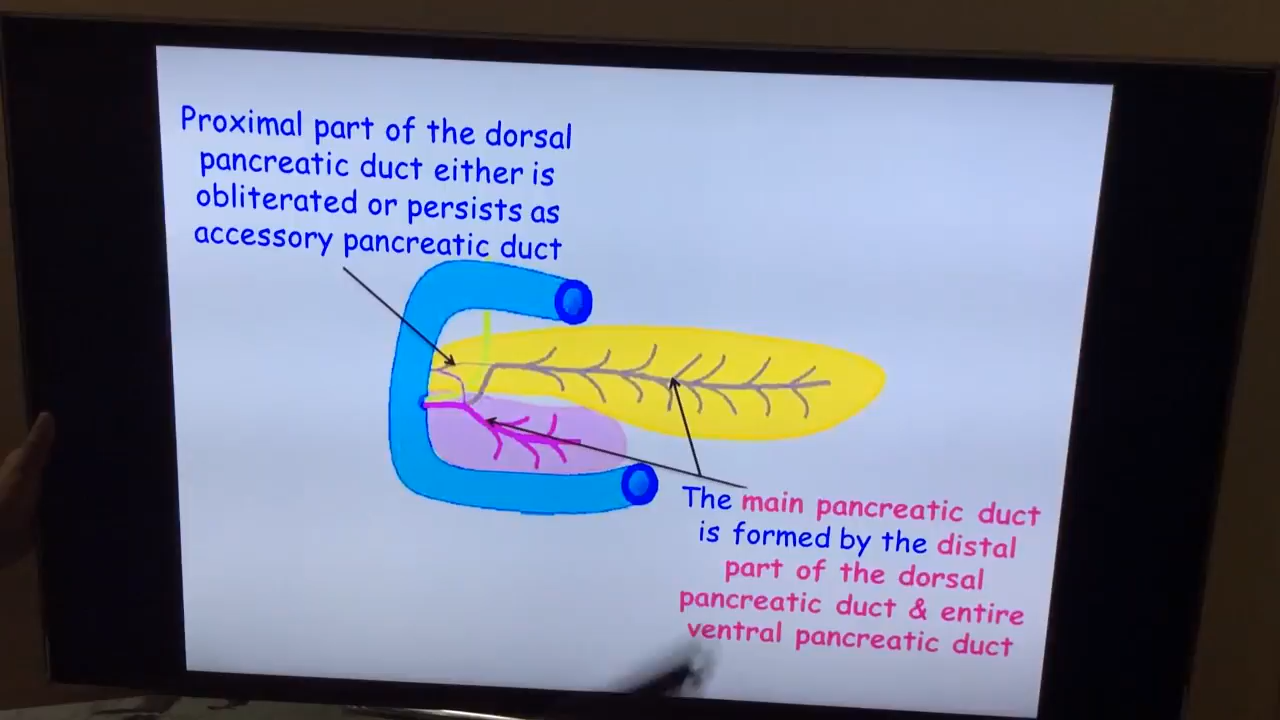 Proximal part of the dorsal
pancreatic duct either is
obliterated or persists as
accessory pancreatic duct
The main pancreatic duct
is formed by the distal
part of the dorsal
pancreatic duct & entire
ventral pancreatic duct